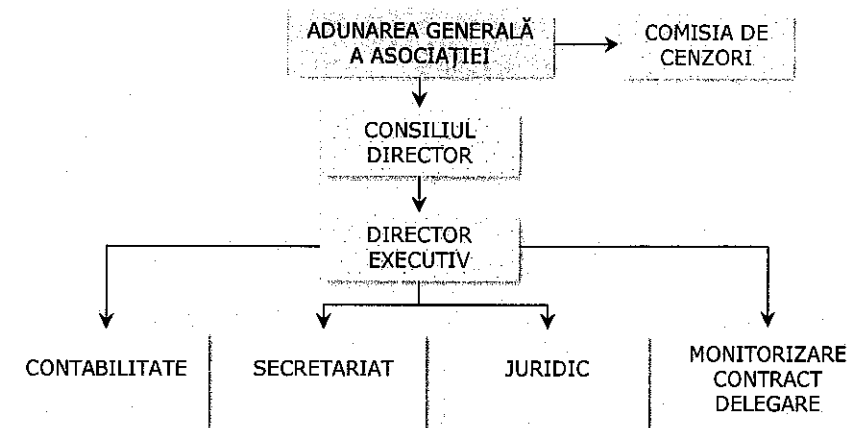 ADUNAREA GENERALĂ
A ASOCIAȚIEI
COMISIA DE
CENZORI
CONSILIUL
DIRECTOR
DIRECTOR
EXECUTIV
CONTABILITATE
SECRETARIAT
JURIDIC
MONITORIZARE
CONTRACT
DELEGARE